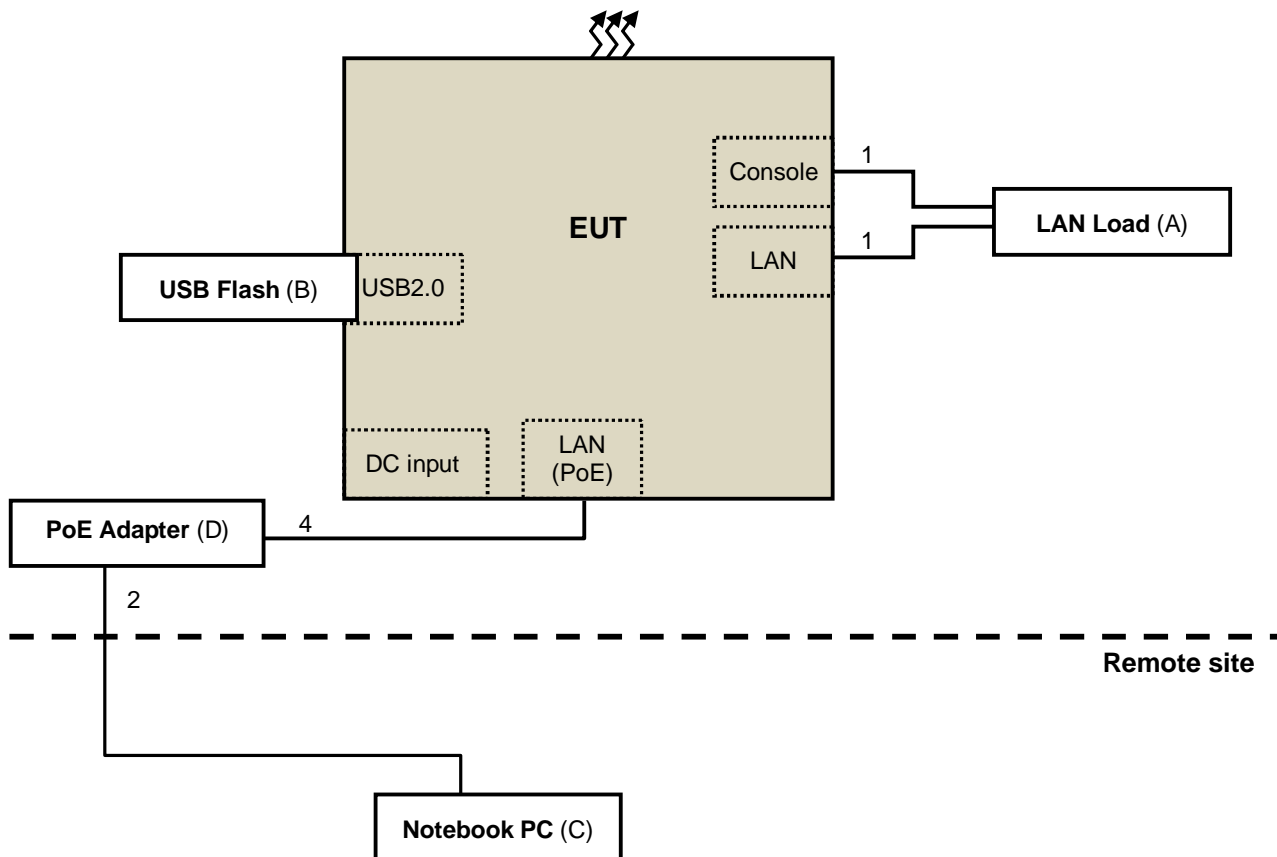 Console
1
EUT
LAN Load (A)
1
LAN
USB Flash (B)
USB2.0
DC input
LAN
(PoE)
PoE Adapter (D)
4
2
Remote site
Notebook PC (C)